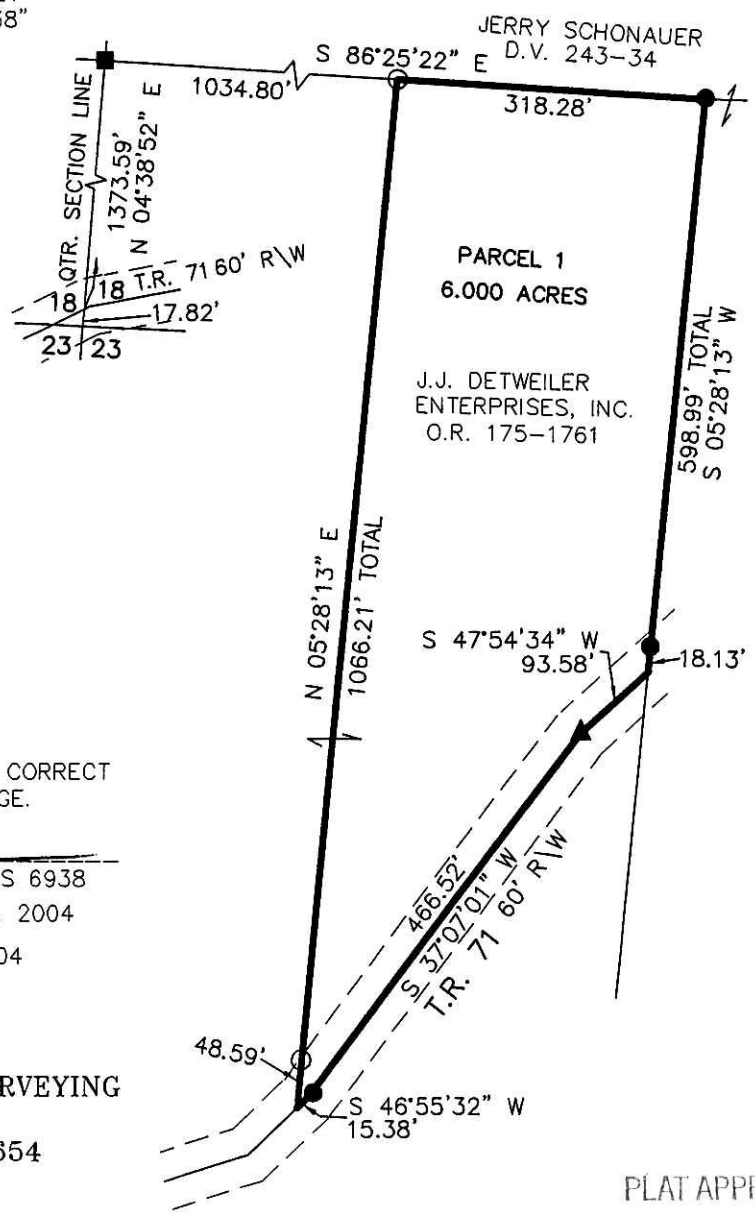 58"
JERRY SCHONAUER
D.V. 243-34
S 86°25'22" E
1034.80'
318.28'
QTR. SECTION LINE
1373.59'
N 04°38'52" E
T.R. 71 60' R\W
18 18
17.82'
23 23
PARCEL 1
6.000 ACRES
J.J. DETWEILER
ENTERPRISES, INC.
O.R. 175-1761
598.99' TOTAL
S 05°28'13" W
N 05°28'13" E
1066.21' TOTAL
S 47°54'34" W
93.58'
18.13'
CORRECT
GE.
S 6938
2004
04
466.52'
S 37°07'01" W
T.R. 71 60' R\W
48.59'
RVEYING
S 46°55'32" W
15.38'
654
PLAT APP